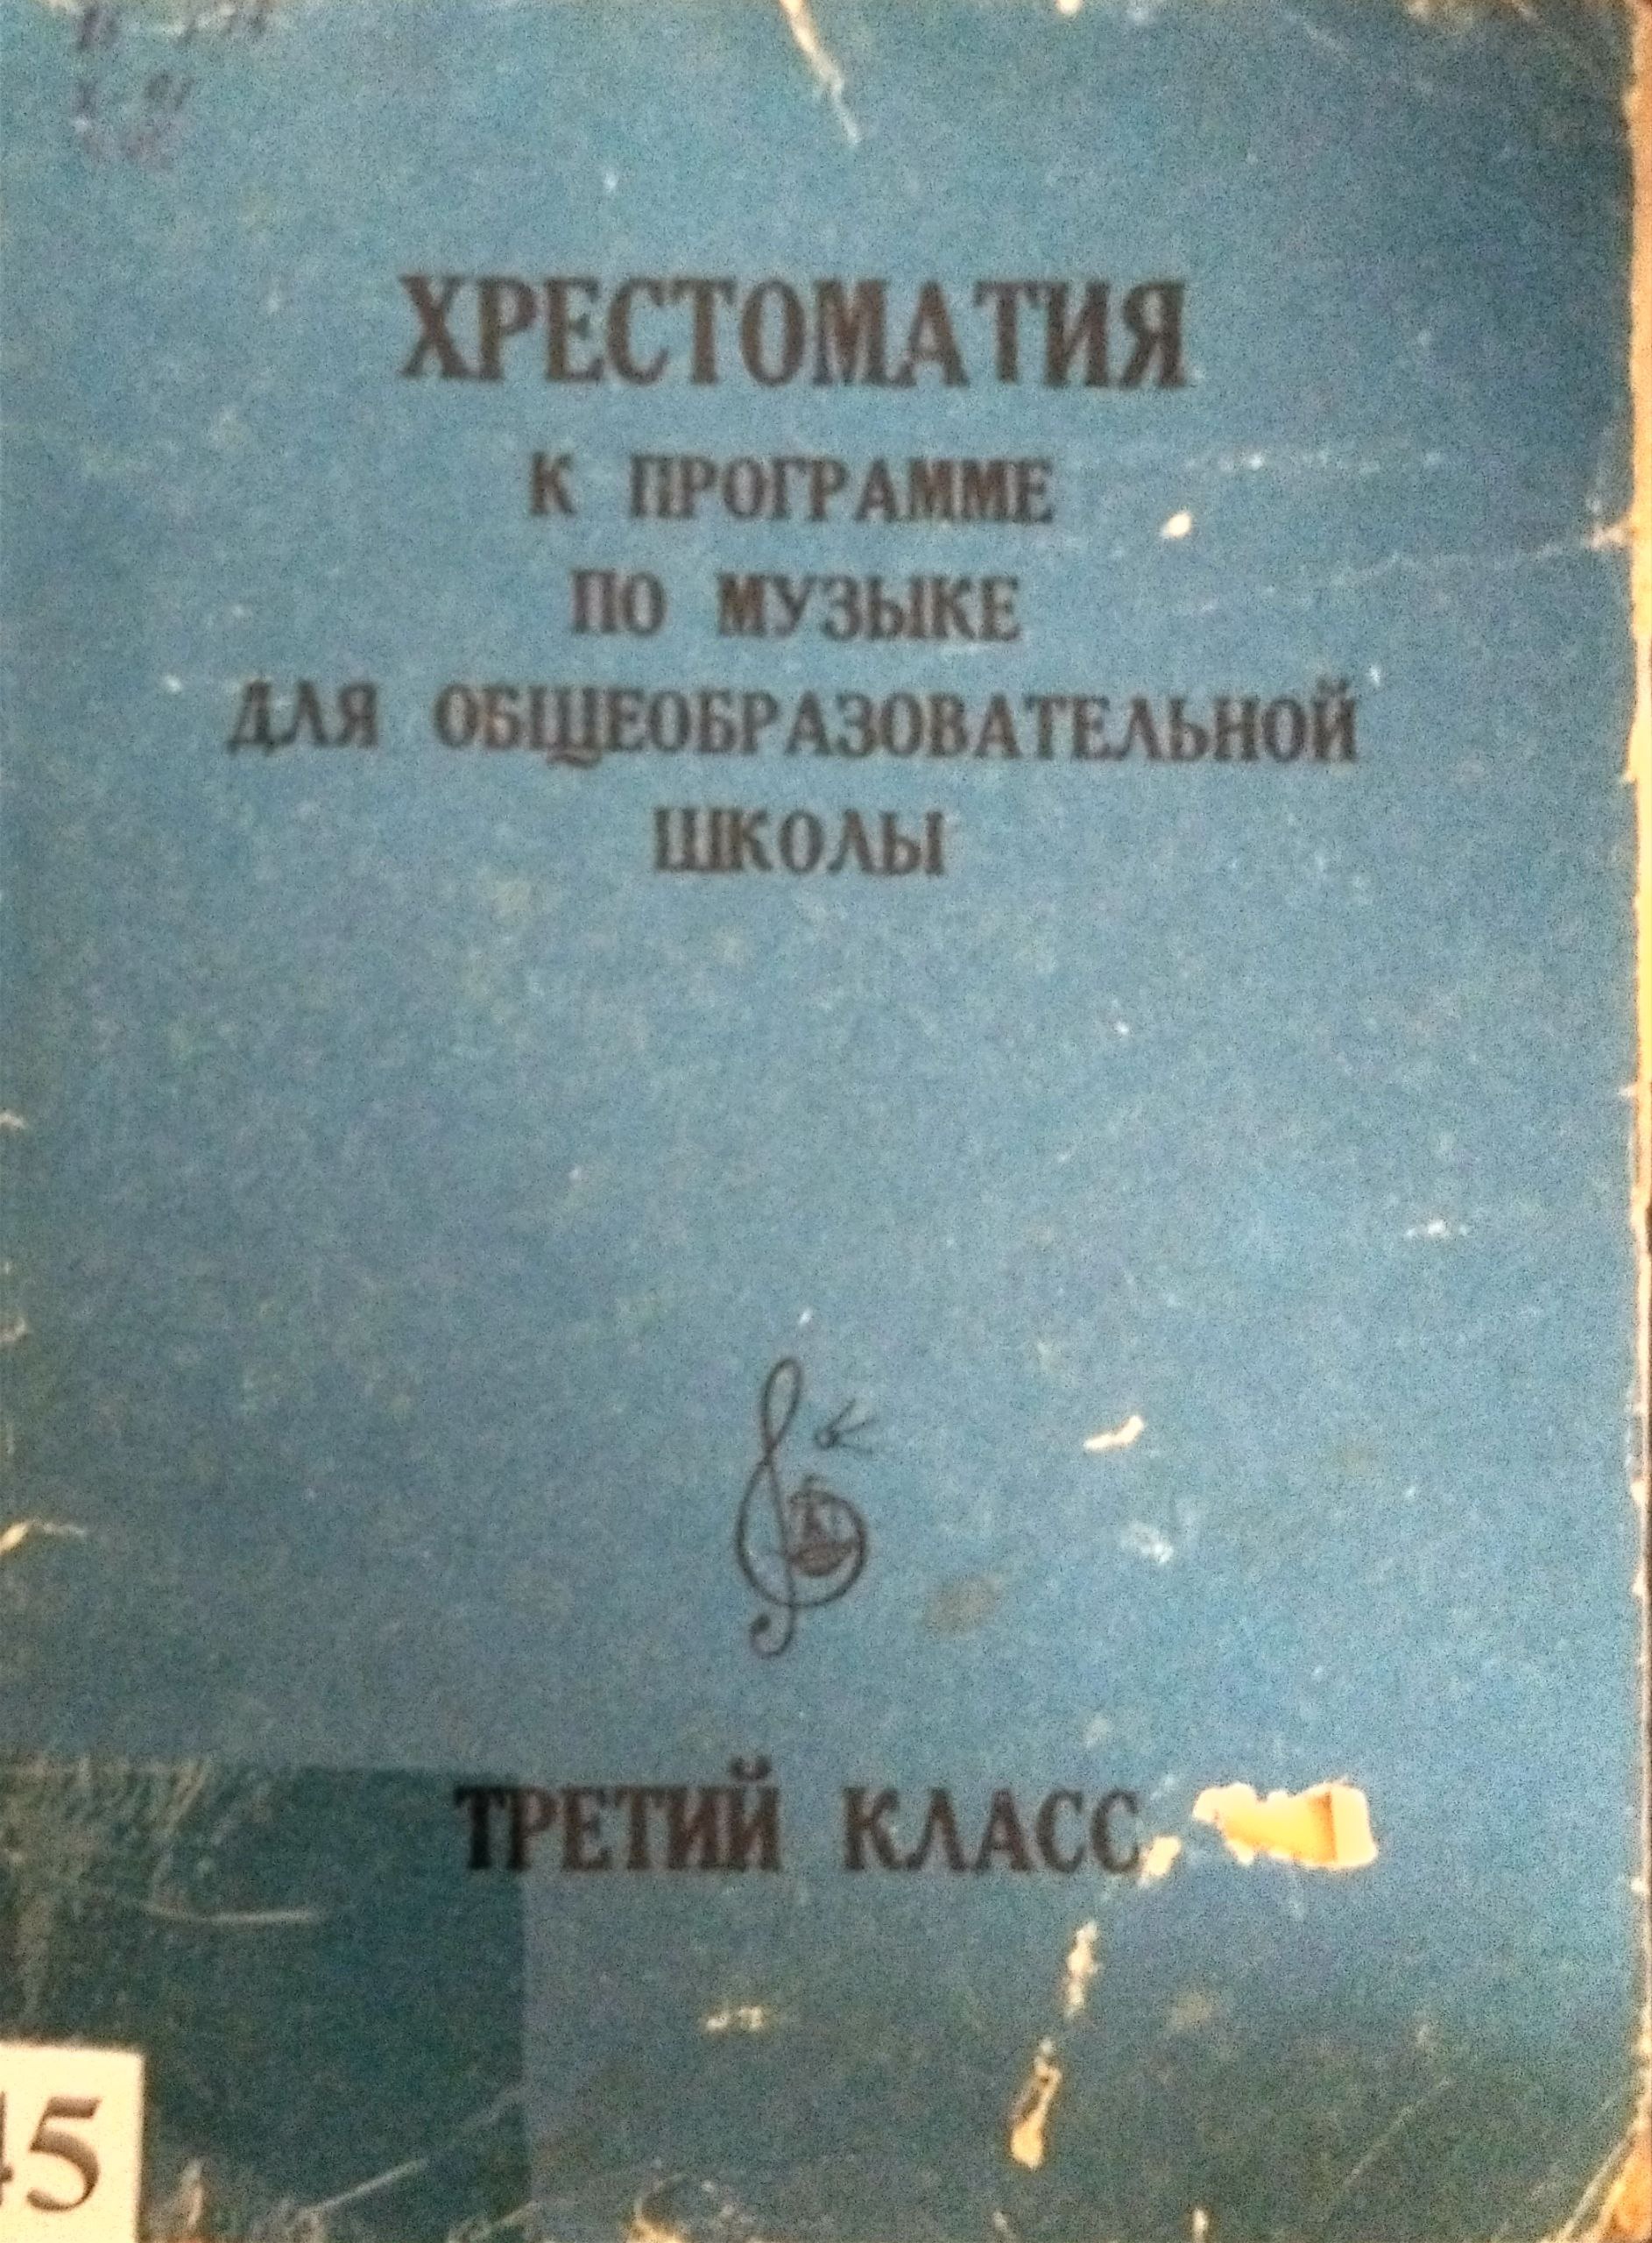 ХРЕСТОМАТИЯ
К ПРОГРАММЕ
ПО МУЗЫКЕ
ДЛЯ ОБЩЕОБРАЗОВАТЕЛЬНОЙ
ШКОЛЫ
ТРЕТИЙ КЛАСС
45